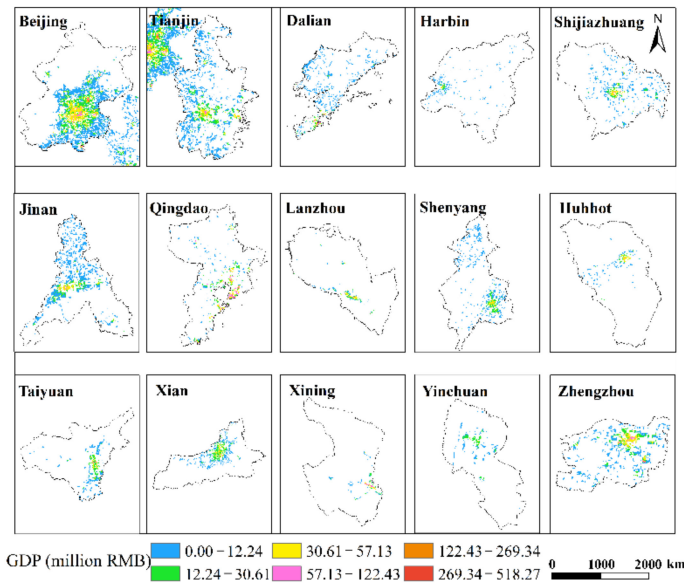 Beijing
Tianjin
Dalian
Harbin
Shijiazhuang
N
Jinan
Qingdao
Lanzhou
Shenyang
Huhhot
Taiyuan
Xian
Xining
Yinchuan
Zhengzhou
GDP (million RMB)
0.00 – 12.24
30.61 – 57.13
122.43 – 269.34
12.24 – 30.61
57.13 – 122.43
269.34 – 518.27
0 1000 2000 km